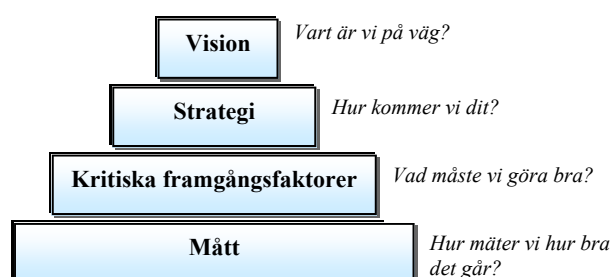 Vision
Vart är vi på väg?
Strategi
Hur kommer vi dit?
Kritiska framgångsfaktorer
Vad måste vi göra bra?
Mått
Hur mäter vi hur bra
det går?